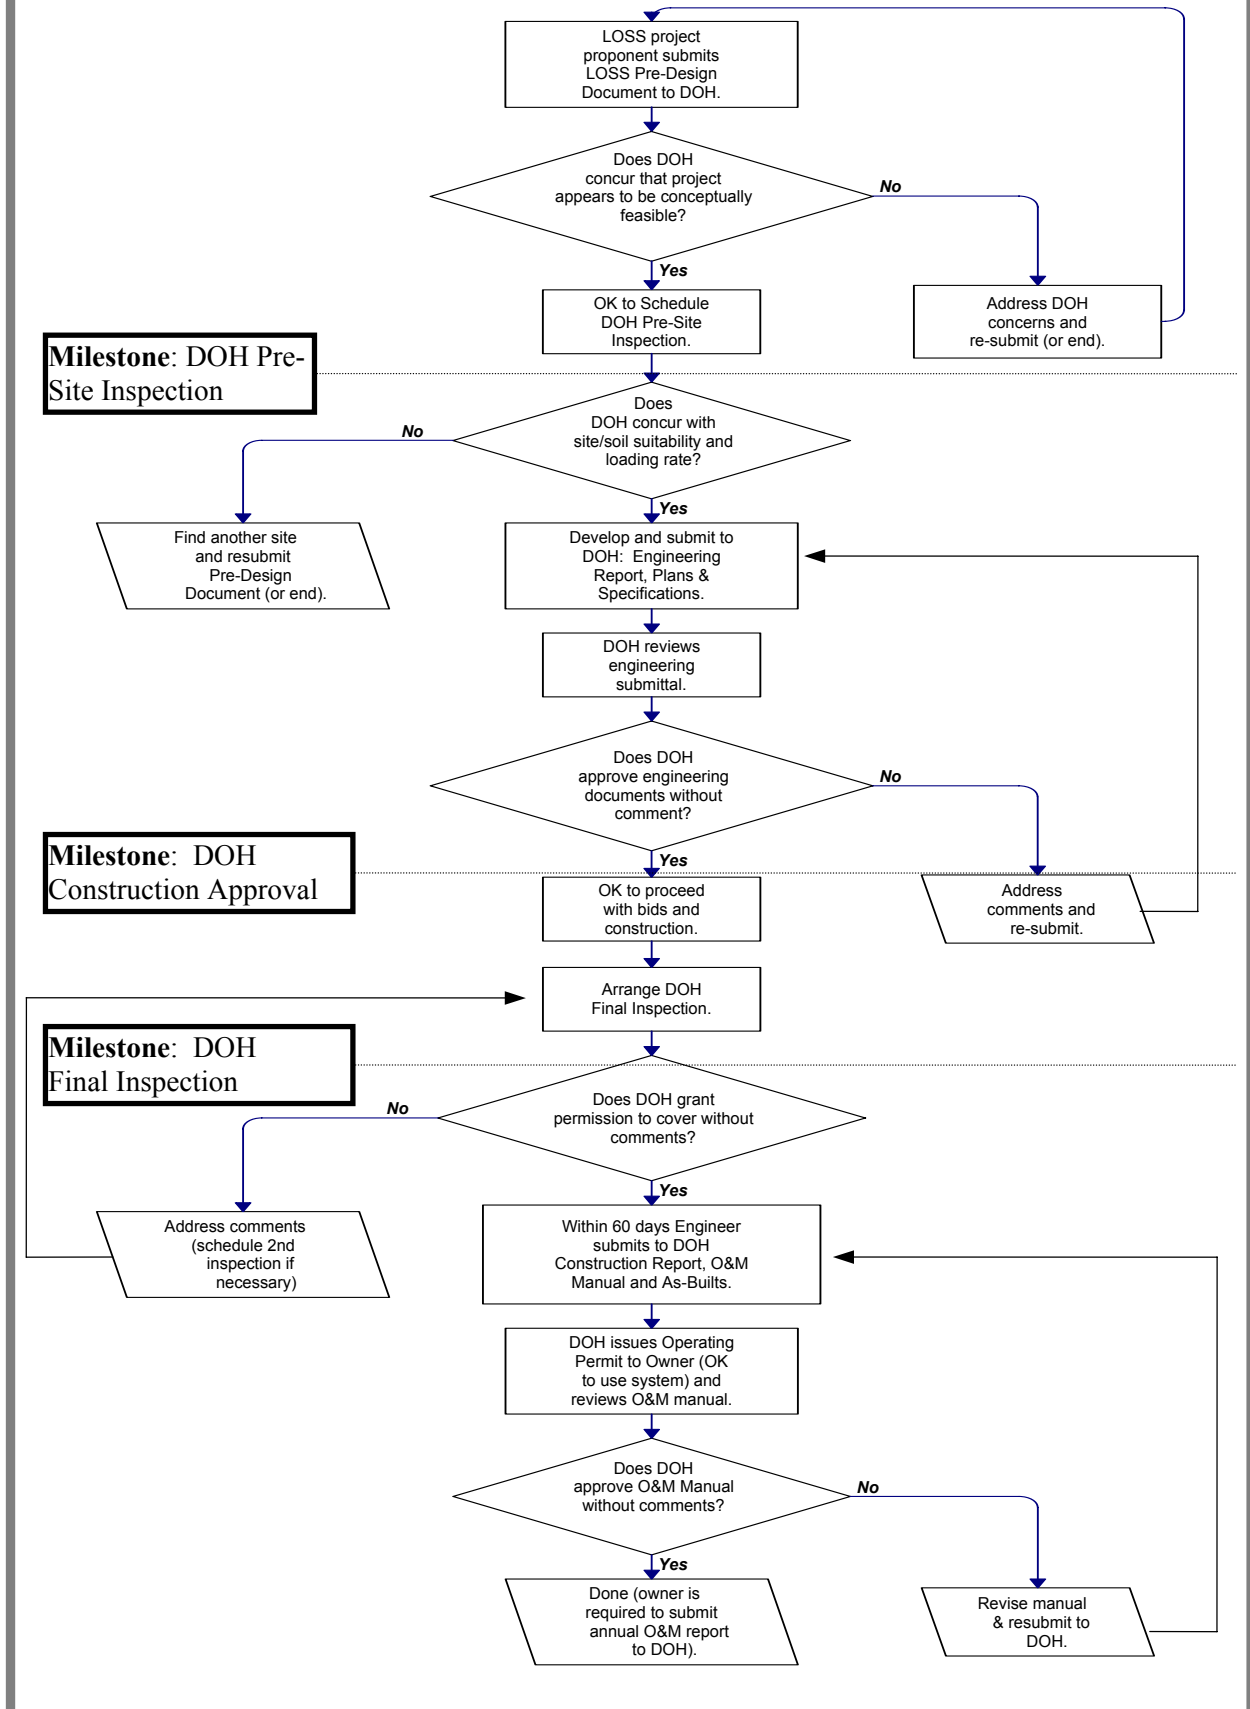 LOSS project
proponent submits
LOSS Pre-Design
Document to DOH.
Does DOH
concur that project
appears to be conceptually
feasible?
No
Yes
OK to Schedule
DOH Pre-Site
Inspection.
Address DOH
concerns and
re-submit (or end).
Milestone: DOH Pre-
Site Inspection
Does
DOH concur with
site/soil suitability and
loading rate?
No
Yes
Find another site
and resubmit
Pre-Design
Document (or end).
Develop and submit to
DOH: Engineering
Report, Plans &
Specifications.
DOH reviews
engineering
submittal.
Does DOH
approve engineering
documents without
comment?
No
Yes
Milestone: DOH
Construction Approval
OK to proceed
with bids and
construction.
Address
comments and
re-submit.
Arrange DOH
Final Inspection.
Milestone: DOH
Final Inspection
Does DOH grant
permission to cover without
comments?
No
Yes
Address comments
(schedule 2nd
inspection if
necessary)
Within 60 days Engineer
submits to DOH
Construction Report, O&M
Manual and As-Builts.
DOH issues Operating
Permit to Owner (OK
to use system) and
reviews O&M manual.
Does DOH
approve O&M Manual
without comments?
No
Yes
Done (owner is
required to submit
annual O&M report
to DOH).
Revise manual
& resubmit to
DOH.